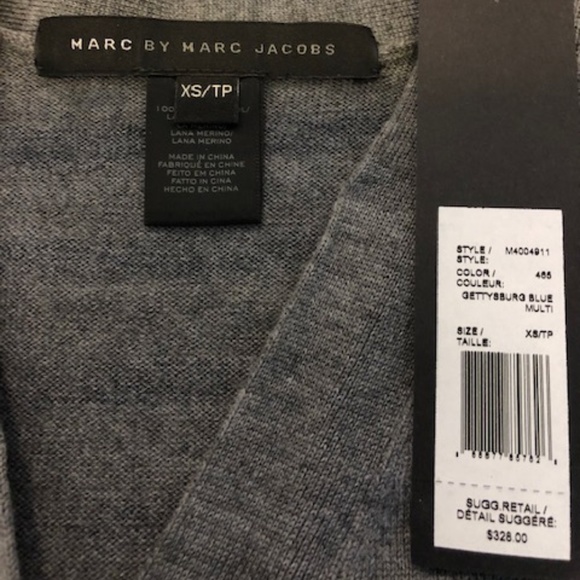 MARC BY MARC JACOBS
XS/TP
LANA MERINO/
LANA MERINO
MADE IN CHINA
FABRIQUÉ EN CHINE
FEITO EM CHINA
FATTO IN CINA
HECHO EN CHINA
STYLE / M4004911
STYLE:
COLOR / 465
COULEUR:
GETTYSBURG BLUE
MULTI
SIZE / XS/TP
TAILLE:
SUGG.RETAIL /
DÉTAIL SUGGÉRÉ:
$328.00